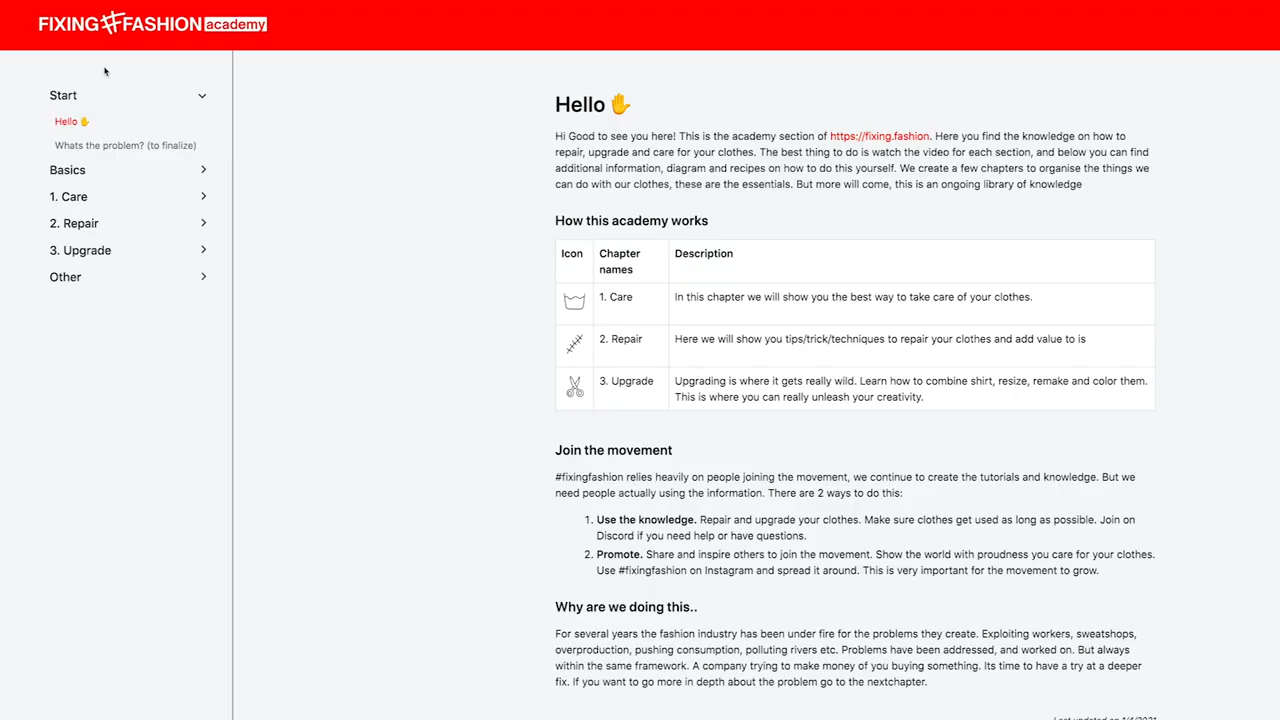 FIXING#FASHION academy
Start
Hello ✋
Whats the problem? (to finalize)
Basics
1. Care
2. Repair
3. Upgrade
Other
Hello ✋
Hi Good to see you here! This is the academy section of https://fixing.fashion. Here you find the knowledge on how to
repair, upgrade and care for your clothes. The best thing to do is watch the video for each section, and below you can find
additional information, diagram and recipes on how to do this yourself. We create a few chapters to organise the things we
can do with our clothes, these are the essentials. But more will come, this is an ongoing library of knowledge
How this academy works
Icon Chapter names Description
1. Care In this chapter we will show you the best way to take care of your clothes.
2. Repair Here we will show you tips/trick/techniques to repair your clothes and add value to is
3. Upgrade Upgrading is where it gets really wild. Learn how to combine shirt, resize, remake and color them.
This is where you can really unleash your creativity.
Join the movement
#fixingfashion relies heavily on people joining the movement, we continue to create the tutorials and knowledge. But we
need people actually using the information. There are 2 ways to do this:
1. Use the knowledge. Repair and upgrade your clothes. Make sure clothes get used as long as possible. Join on
Discord if you need help or have questions.
2. Promote. Share and inspire others to join the movement. Show the world with proudness you care for your clothes.
Use #fixingfashion on Instagram and spread it around. This is very important for the movement to grow.
Why are we doing this..
For several years the fashion industry has been under fire for the problems they create. Exploiting workers, sweatshops,
overproduction, pushing consumption, polluting rivers etc. Problems have been addressed, and worked on. But always
within the same framework. A company trying to make money of you buying something. Its time to have a try at a deeper
fix. If you want to go more in depth about the problem go to the nextchapter.
Last updated on 1/4/2021